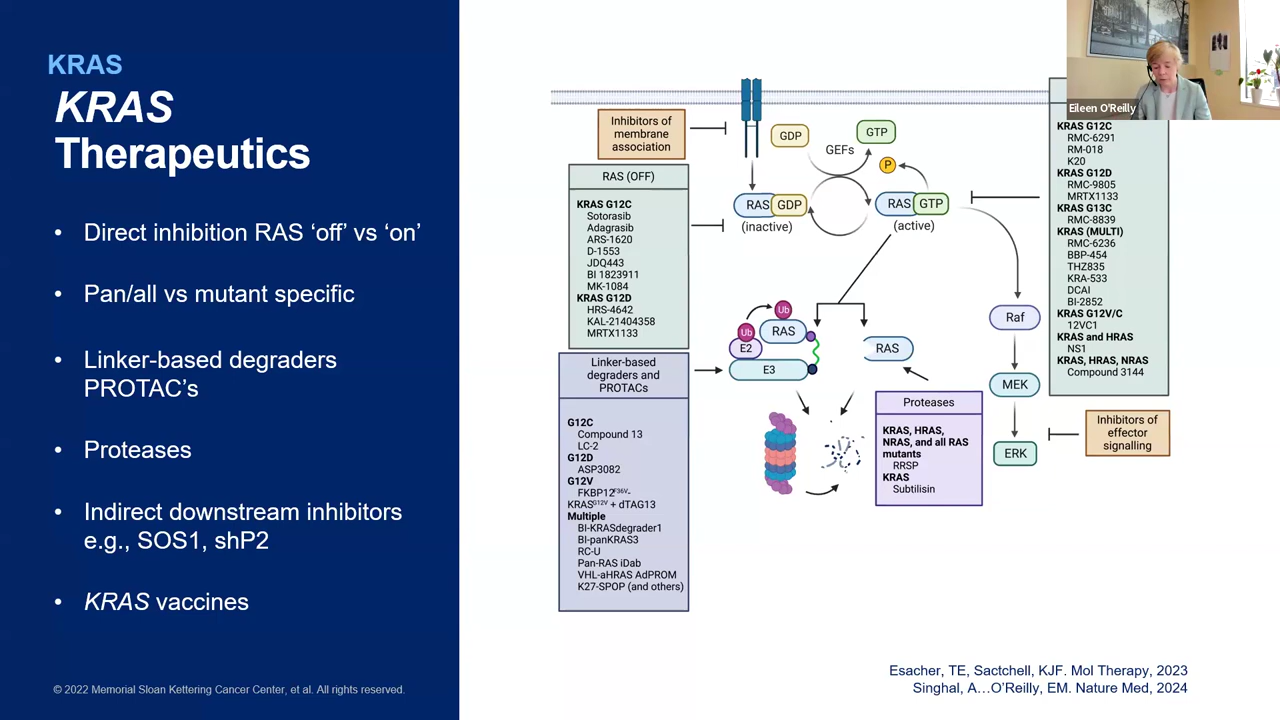 KRAS
KRAS
Therapeutics
• Direct inhibition RAS ‘off’ vs ‘on’
• Pan/all vs mutant specific
• Linker-based degraders
PROTAC’s
• Proteases
• Indirect downstream inhibitors
e.g., SOS1, shP2
• KRAS vaccines
© 2022 Memorial Sloan Kettering Cancer Center, et al. All rights reserved.
Inhibitors of
membrane
association
RAS (OFF)
KRAS G12C
Sotorasib
Adagrasib
ARS-1620
D-1553
JDQ443
BI 1823911
MK-1084
KRAS G12D
HRS-4642
KAL-21404358
MRTX1133
Linker-based
degraders and
PROTACs
G12C
Compound 13
LC-2
G12D
ASP3082
G12V
FKBP12F36V-
KRASG12V + dTAG13
Multiple
BI-KRASdegrader1
BI-panKRAS3
RC-U
Pan-RAS iDab
VHL-aHRAS AdPROM
K27-SPOP (and others)
GDP
GTP
GEFs
P
RAS GDP
(inactive)
RAS GTP
(active)
Ub
Ub
RAS
E2
E3
RAS
Proteases
KRAS, HRAS,
NRAS, and all RAS
mutants
RRSP
KRAS
Subtilisin
Raf
MEK
ERK
Eileen O'Reilly
KRAS G12C
RMC-6291
RM-018
K20
KRAS G12D
RMC-9805
MRTX1133
KRAS G13C
RMC-8839
KRAS (MULTI)
RMC-6236
BBP-454
THZ835
KRA-533
DCAI
BI-2852
KRAS G12V/C
12VC1
KRAS and HRAS
NS1
KRAS, HRAS, NRAS
Compound 3144
Inhibitors of
effector
signalling
Esacher, TE, Sactchell, KJF. Mol Therapy, 2023
Singhal, A…O’Reilly, EM. Nature Med, 2024